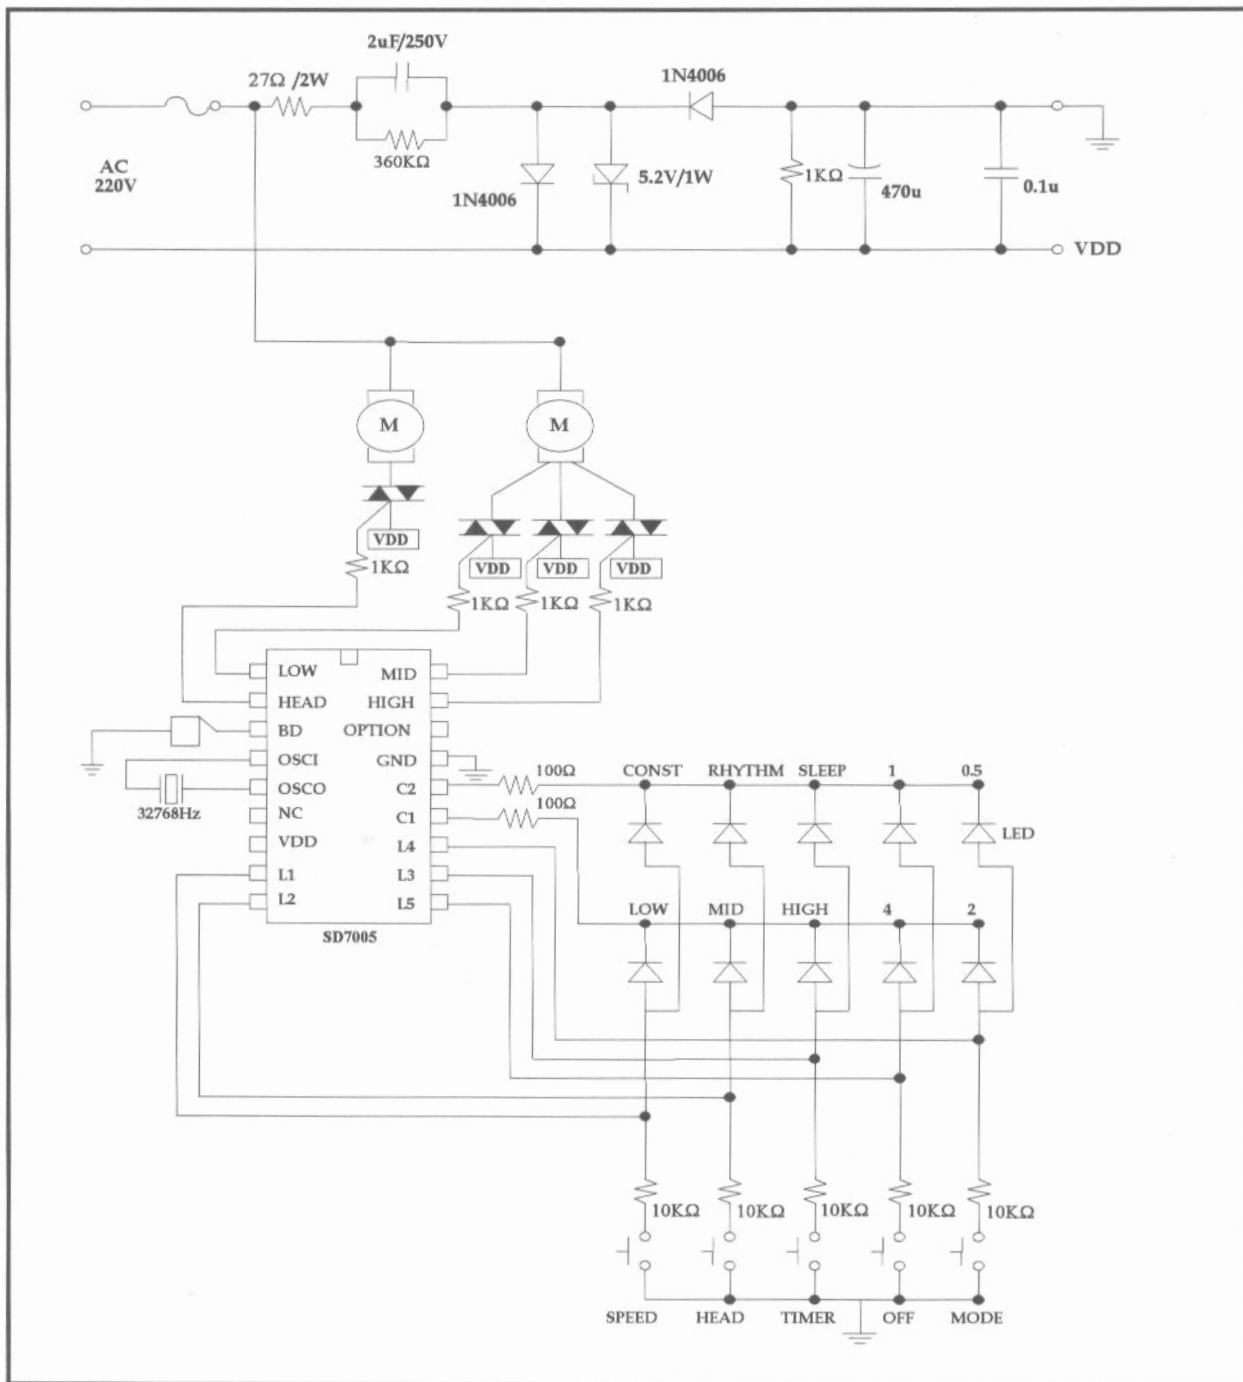 2uF/250V
27Ω /2W
1N4006
360KΩ
AC
220V
1N4006
5.2V/1W
1KΩ
470u
0.1u
VDD
M
M
VDD
1KΩ
VDD
VDD
VDD
1KΩ
1KΩ
1KΩ
LOW
MID
HEAD
HIGH
BD
OPTION
OSCI
GND
OSCO
C2
NC
C1
VDD
L4
L1
L3
L2
L5
SD7005
32768Hz
100Ω
100Ω
CONST
RHYTHM
SLEEP
1
0.5
LED
LOW
MID
HIGH
4
2
10KΩ
10KΩ
10KΩ
10KΩ
10KΩ
SPEED
HEAD
TIMER
OFF
MODE